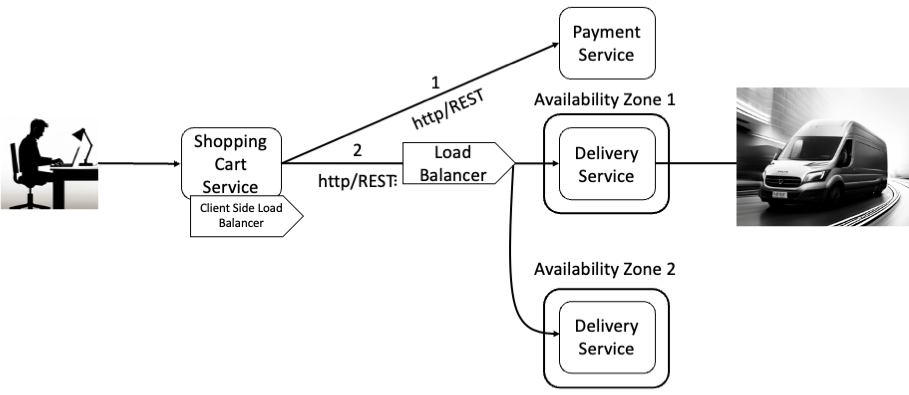 Payment
Service
1
http/REST
Availability Zone 1
Shopping
Cart
Service
2
http/REST:
Load
Balancer
Delivery
Service
Client Side Load
Balancer
Availability Zone 2
Delivery
Service